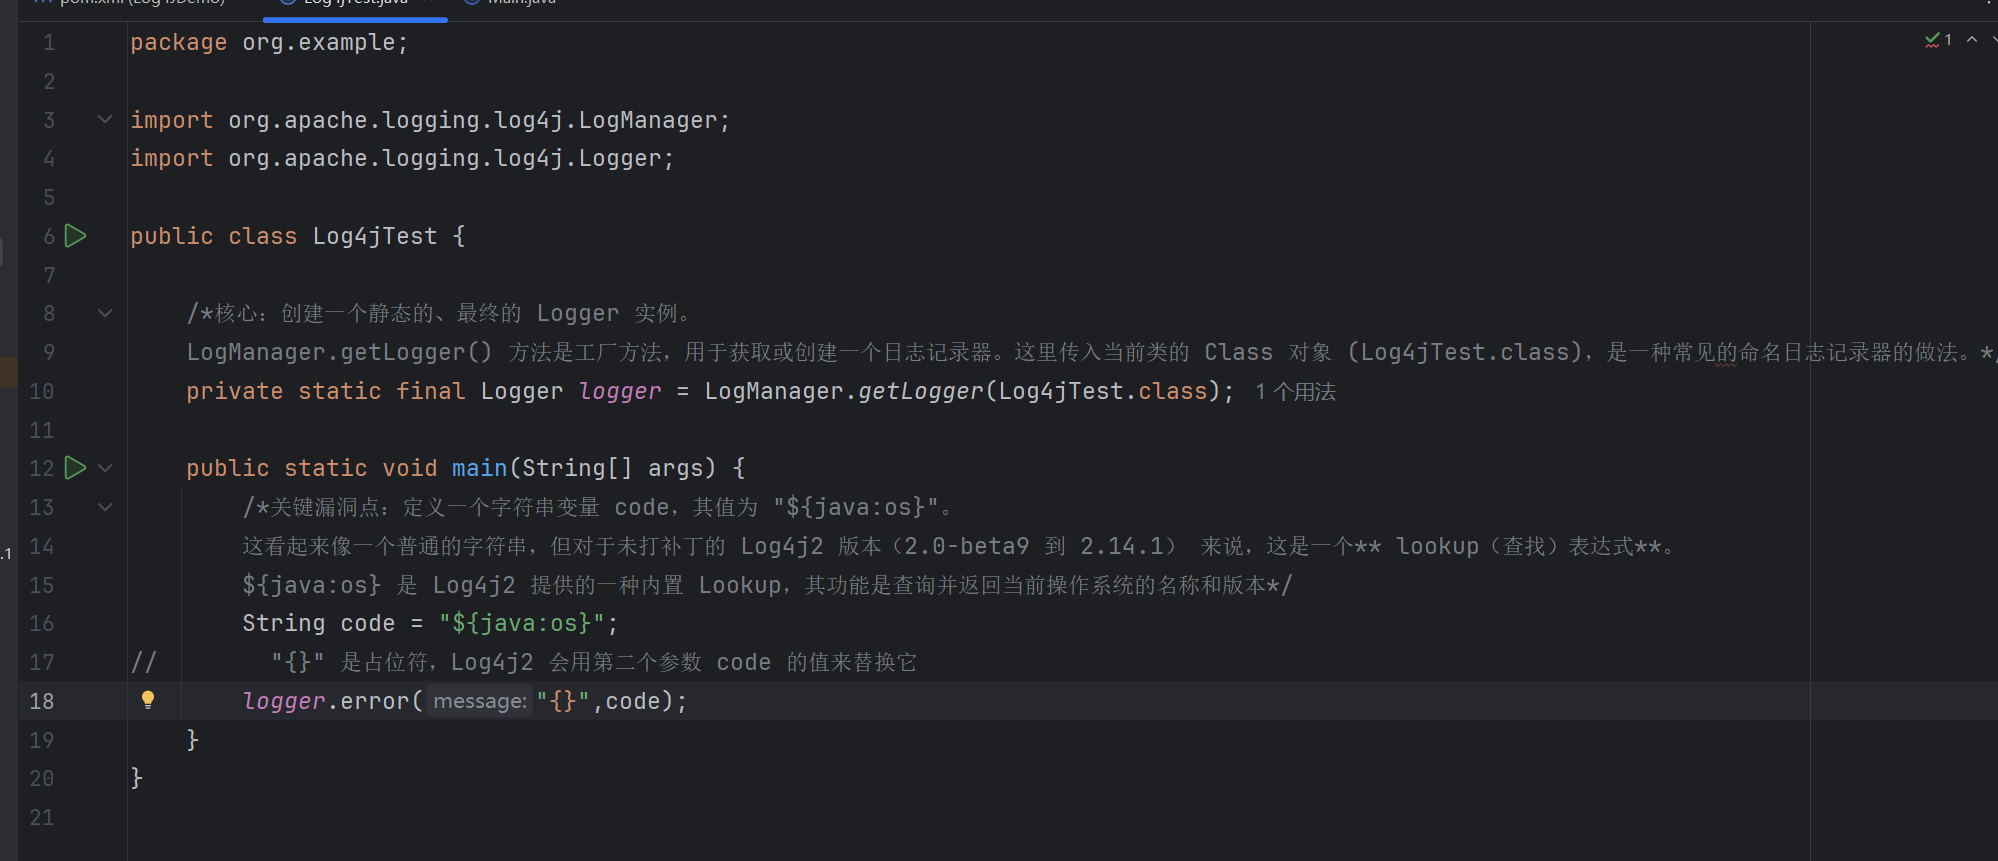 pom.xml (Log4jDemo) Log4jTest.java Main.java
1 package org.example; 1
2
3 import org.apache.logging.log4j.LogManager;
4 import org.apache.logging.log4j.Logger;
5
6 public class Log4jTest {
7
8 /*核心：创建一个静态的、最终的 Logger 实例。
9 LogManager.getLogger() 方法是工厂方法，用于获取或创建一个日志记录器。这里传入当前类的 Class 对象 (Log4jTest.class)，是一种常见的命名日志记录器的做法。*/
10 private static final Logger logger = LogManager.getLogger(Log4jTest.class); 1 个用法
11
12 public static void main(String[] args) {
13 /*关键漏洞点：定义一个字符串变量 code，其值为 "${java:os}"。
.1
14 这看起来像一个普通的字符串，但对于未打补丁的 Log4j2 版本（2.0-beta9 到 2.14.1） 来说，这是一个** lookup（查找）表达式**。
15 ${java:os} 是 Log4j2 提供的一种内置 Lookup，其功能是查询并返回当前操作系统的名称和版本*/
16 String code = "${java:os}";
17 // "{}" 是占位符，Log4j2 会用第二个参数 code 的值来替换它
18 logger.error( message: "{}",code);
19 }
20 }
21